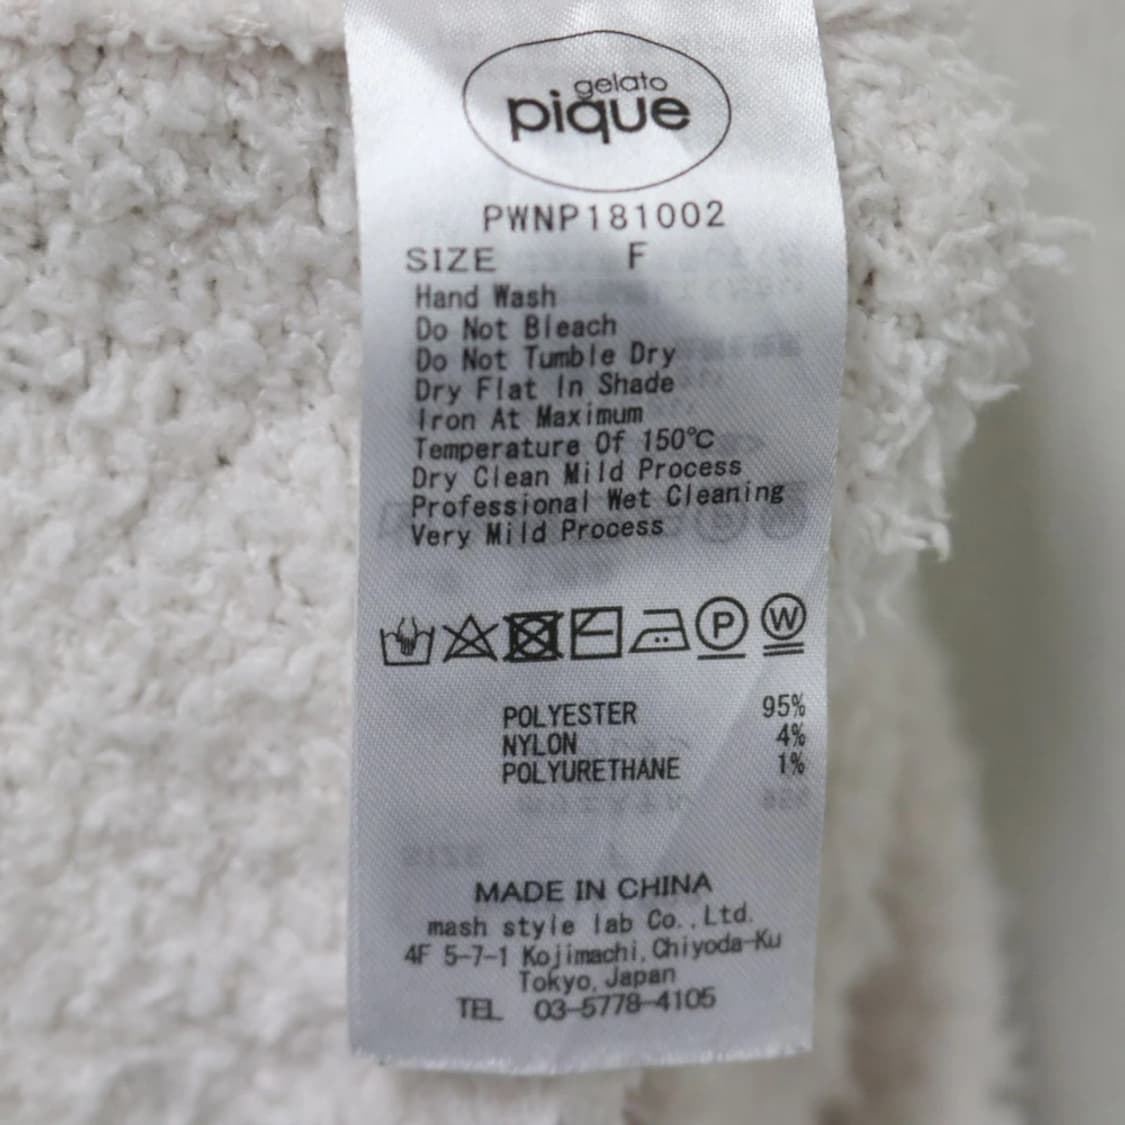 gelato
pique
PWNP181002
SIZE F
Hand Wash
Do Not Bleach
Do Not Tumble Dry
Dry Flat In Shade
Iron At Maximum
Temperature Of 150℃
Dry Clean Mild Process
Professional Wet Cleaning
Very Mild Process
P W
POLYESTER 95%
NYLON 4%
POLYURETHANE 1%
MADE IN CHINA
mash style lab Co.,Ltd.
4F 5-7-1 Kojimachi,Chiyoda-Ku
Tokyo,Japan
TEL 03-5778-4105